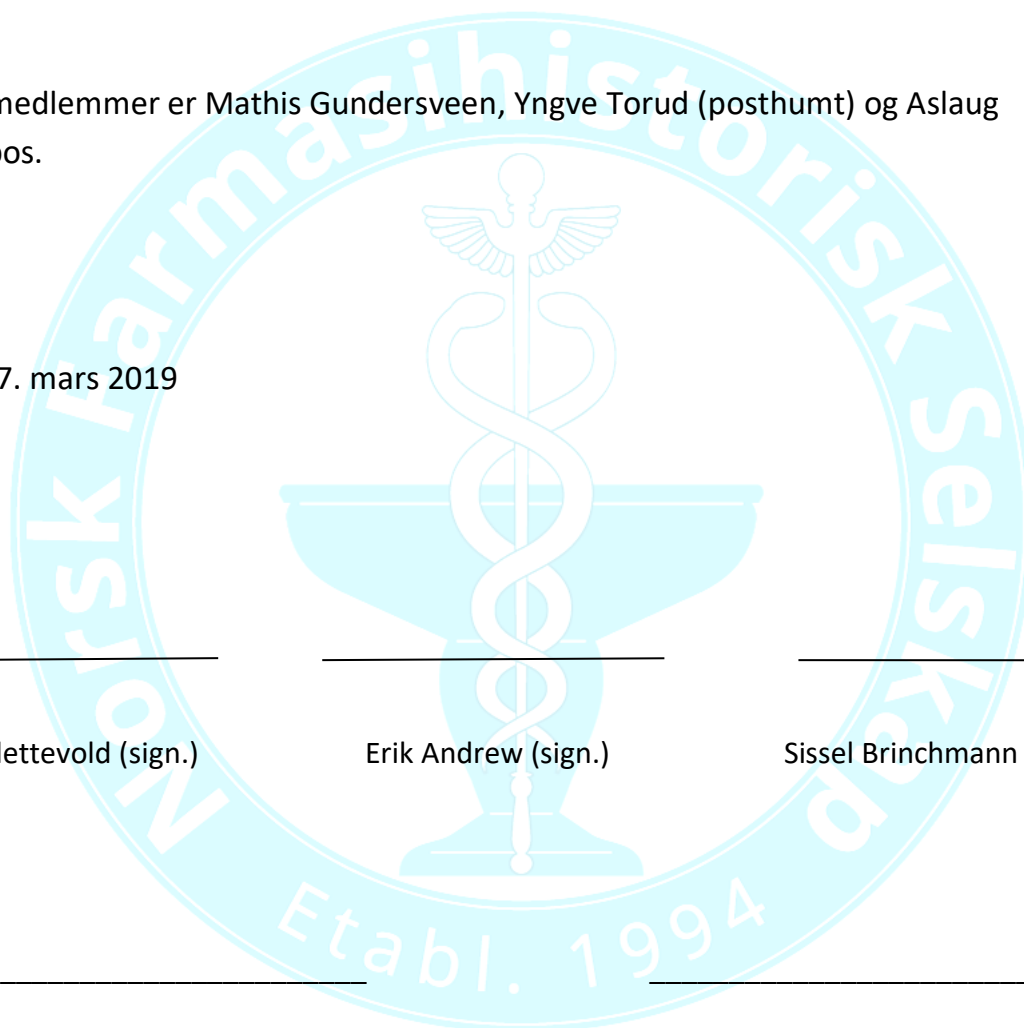 medlemmer er Mathis Gundersveen, Yngve Torud (posthumt) og Aslaug
oos.
7. mars 2019
lettevold (sign.)
Erik Andrew (sign.)
Sissel Brinchmann
Norsk Farmasihistorisk Selskap
Etabl. 1994